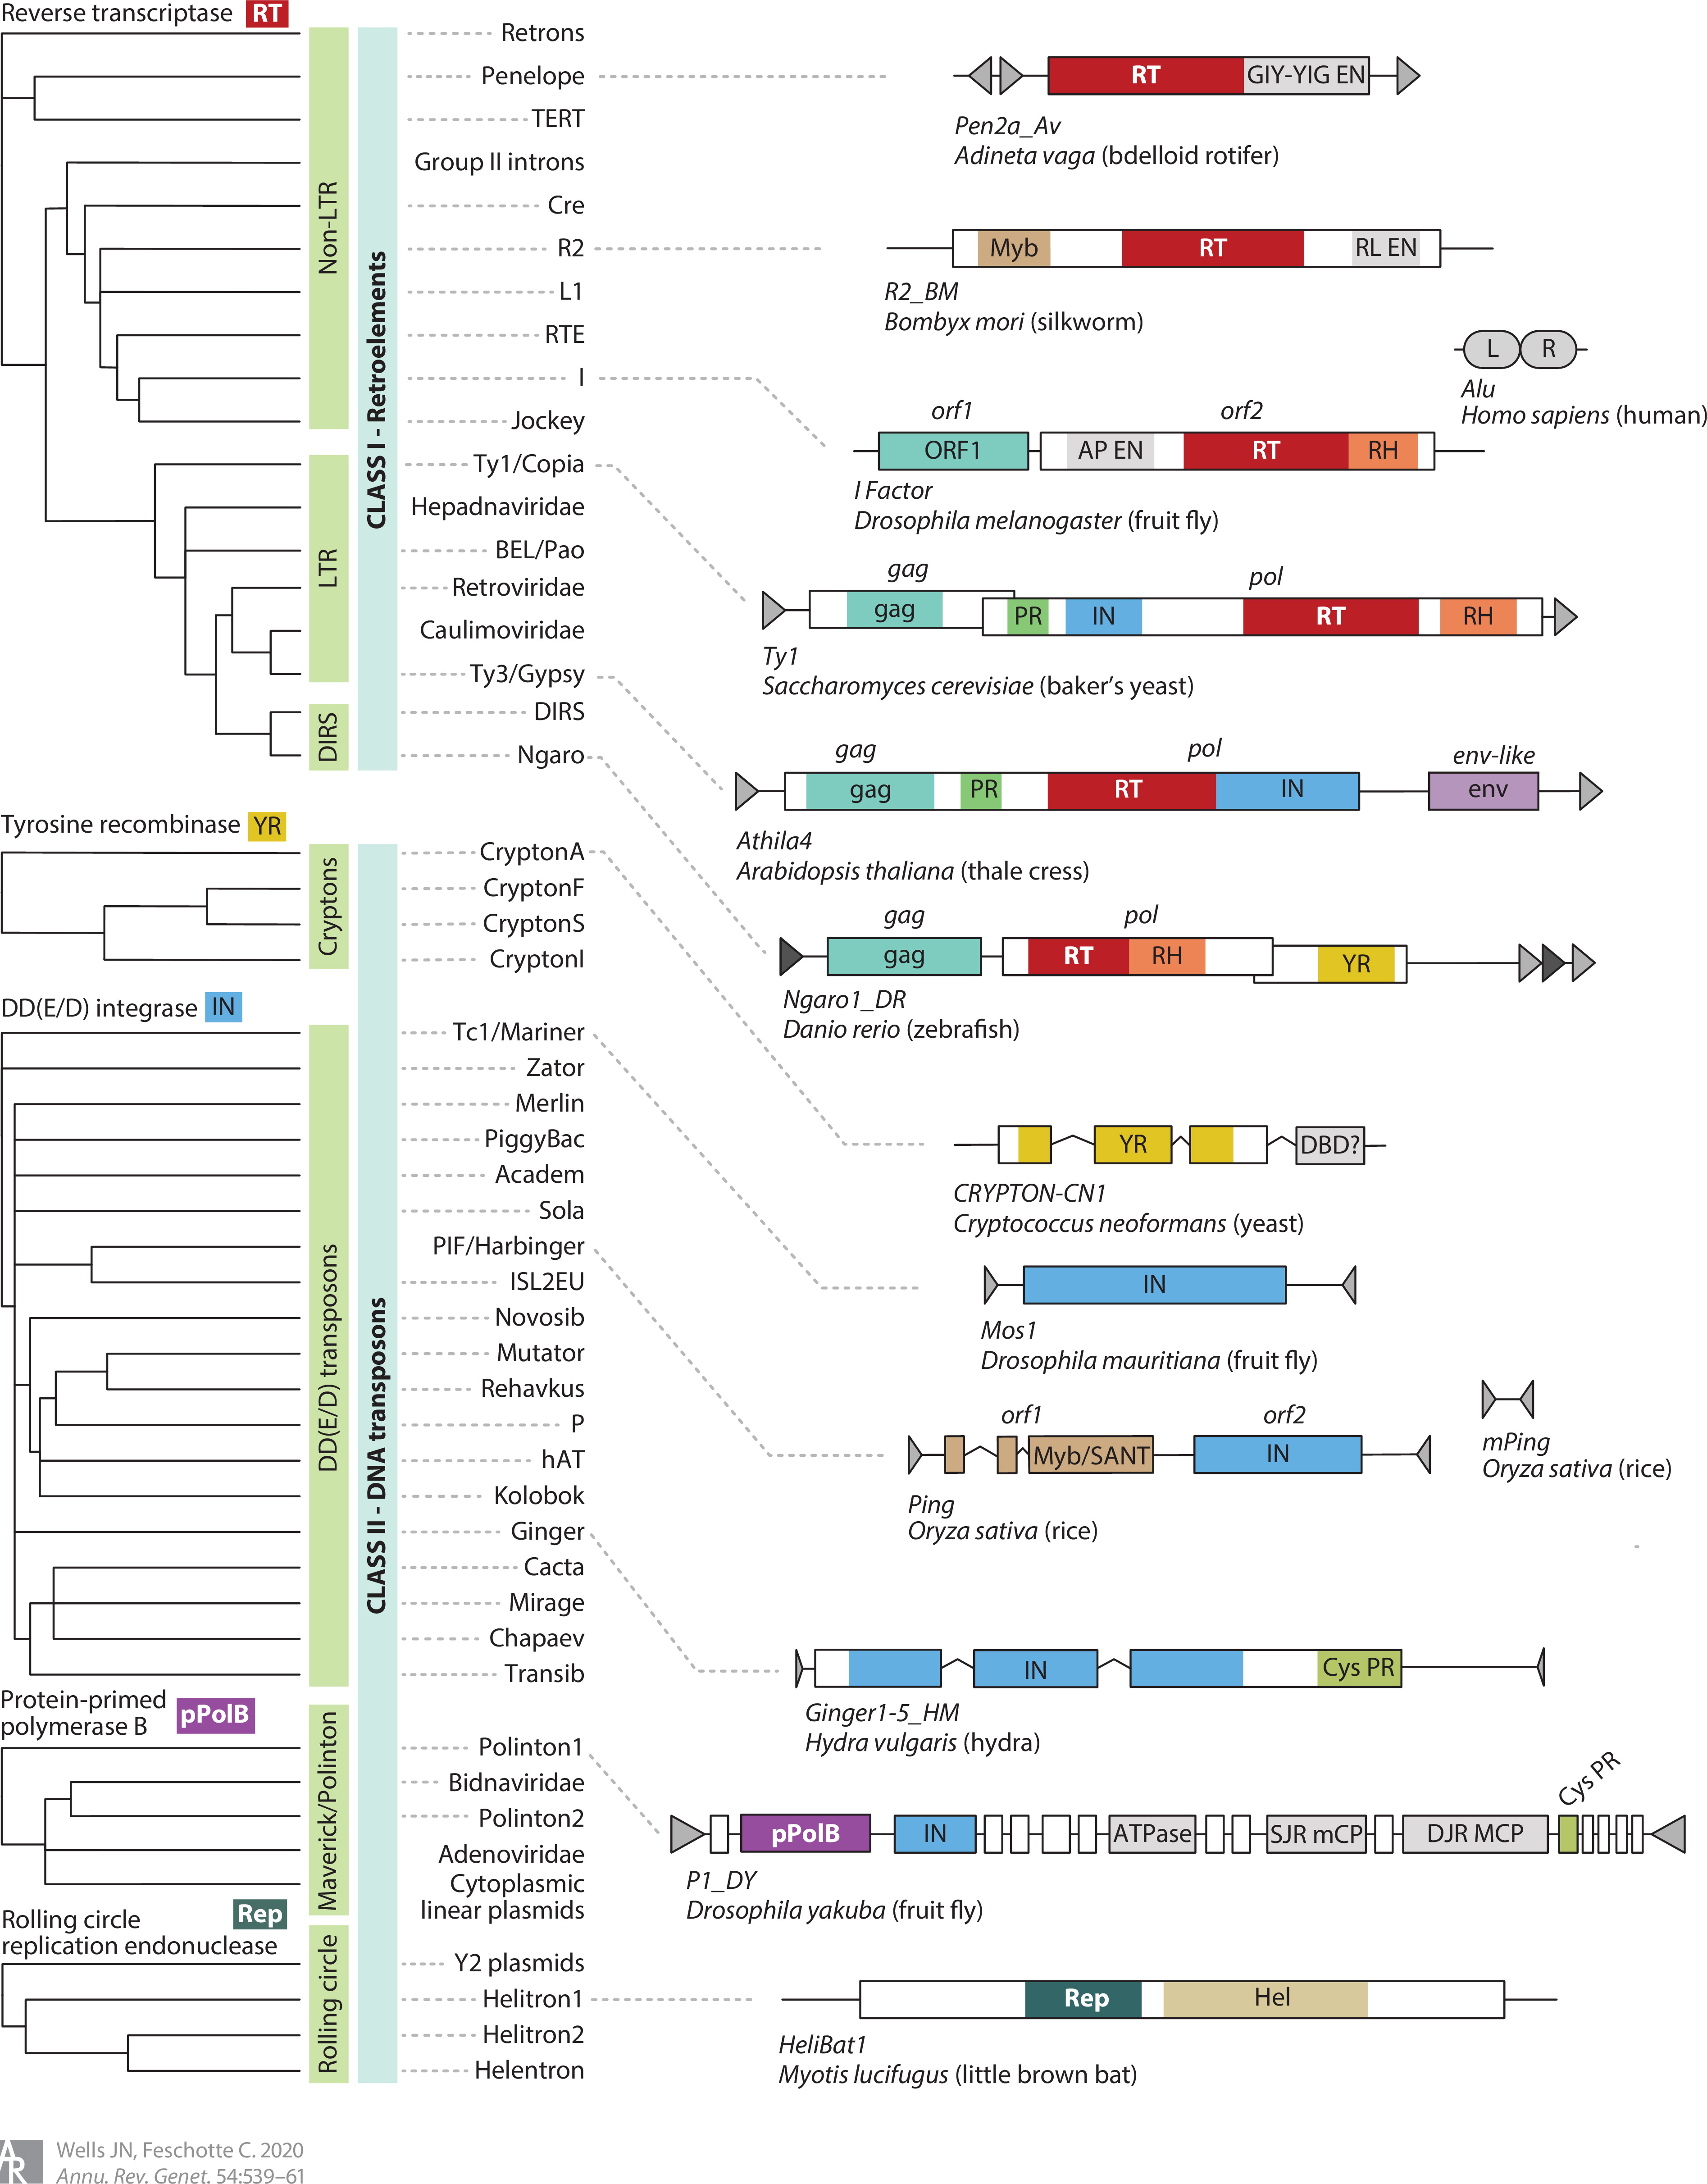 Reverse transcriptase RT
Non-LTR
LTR
DIRS
CLASS I - Retroelements
Retrons
Penelope
TERT
Group II introns
Cre
R2
L1
RTE
I
Jockey
Ty1/Copia
Hepadnaviridae
BEL/Pao
Retroviridae
Caulimoviridae
Ty3/Gypsy
DIRS
Ngaro
RT GIY-YIG EN
Pen2a_Av
Adineta vaga (bdelloid rotifer)
Myb RT RL EN
R2_BM
Bombyx mori (silkworm)
L R
Alu
Homo sapiens (human)
orf1 orf2
ORF1 AP EN RT RH
I Factor
Drosophila melanogaster (fruit fly)
gag pol
gag PR IN RT RH
Ty1
Saccharomyces cerevisiae (baker’s yeast)
gag pol env-like
gag PR RT IN env
Athila4
Arabidopsis thaliana (thale cress)
gag pol
gag RT RH YR
Ngaro1_DR
Danio rerio (zebrafish)
Tyrosine recombinase YR
Cryptons
CLASS II - DNA transposons
CryptonA
CryptonF
CryptonS
CryptonI
YR DBD?
CRYPTON-CN1
Cryptococcus neoformans (yeast)
DD(E/D) integrase IN
DD(E/D) transposons
Tc1/Mariner
Zator
Merlin
PiggyBac
Academ
Sola
PIF/Harbinger
ISL2EU
Novosib
Mutator
Rehavkus
P
hAT
Kolobok
Ginger
Cacta
Mirage
Chapaev
Transib
IN
Mos1
Drosophila mauritiana (fruit fly)
orf1 orf2
Myb/SANT IN
Ping
Oryza sativa (rice)
mPing
Oryza sativa (rice)
IN Cys PR
Ginger1-5_HM
Hydra vulgaris (hydra)
Protein-primed
polymerase B pPolB
Maverick/Polinton
Polinton1
Bidnaviridae
Polinton2
Adenoviridae
Cytoplasmic
linear plasmids
Cys PR
pPolB IN ATPase SJR mCP DJR MCP
P1_DY
Drosophila yakuba (fruit fly)
Rolling circle
replication endonuclease Rep
Rolling circle
Y2 plasmids
Helitron1
Helitron2
Helentron
Rep Hel
HeliBat1
Myotis lucifugus (little brown bat)
AR
Wells JN, Feschotte C. 2020
Annu. Rev. Genet. 54:539–61